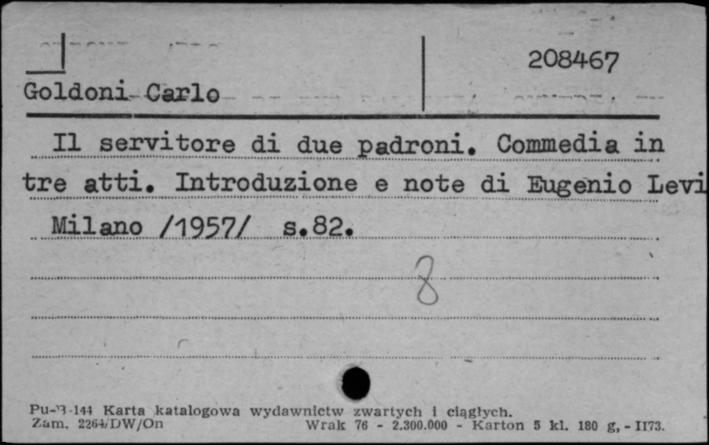 208467
Goldoni Carlo
Il servitore di due padroni. Commedia in
tre atti. Introduzione e note di Eugenio Levi
Milano /1957/ s.82.
8
Pu-B-144 Karta katalogowa wydawnictw zwartych i ciągłych.
Zam. 2264/DW/On Wrak 76 - 2.300.000 - Karton 5 kl. 180 g, - II73.